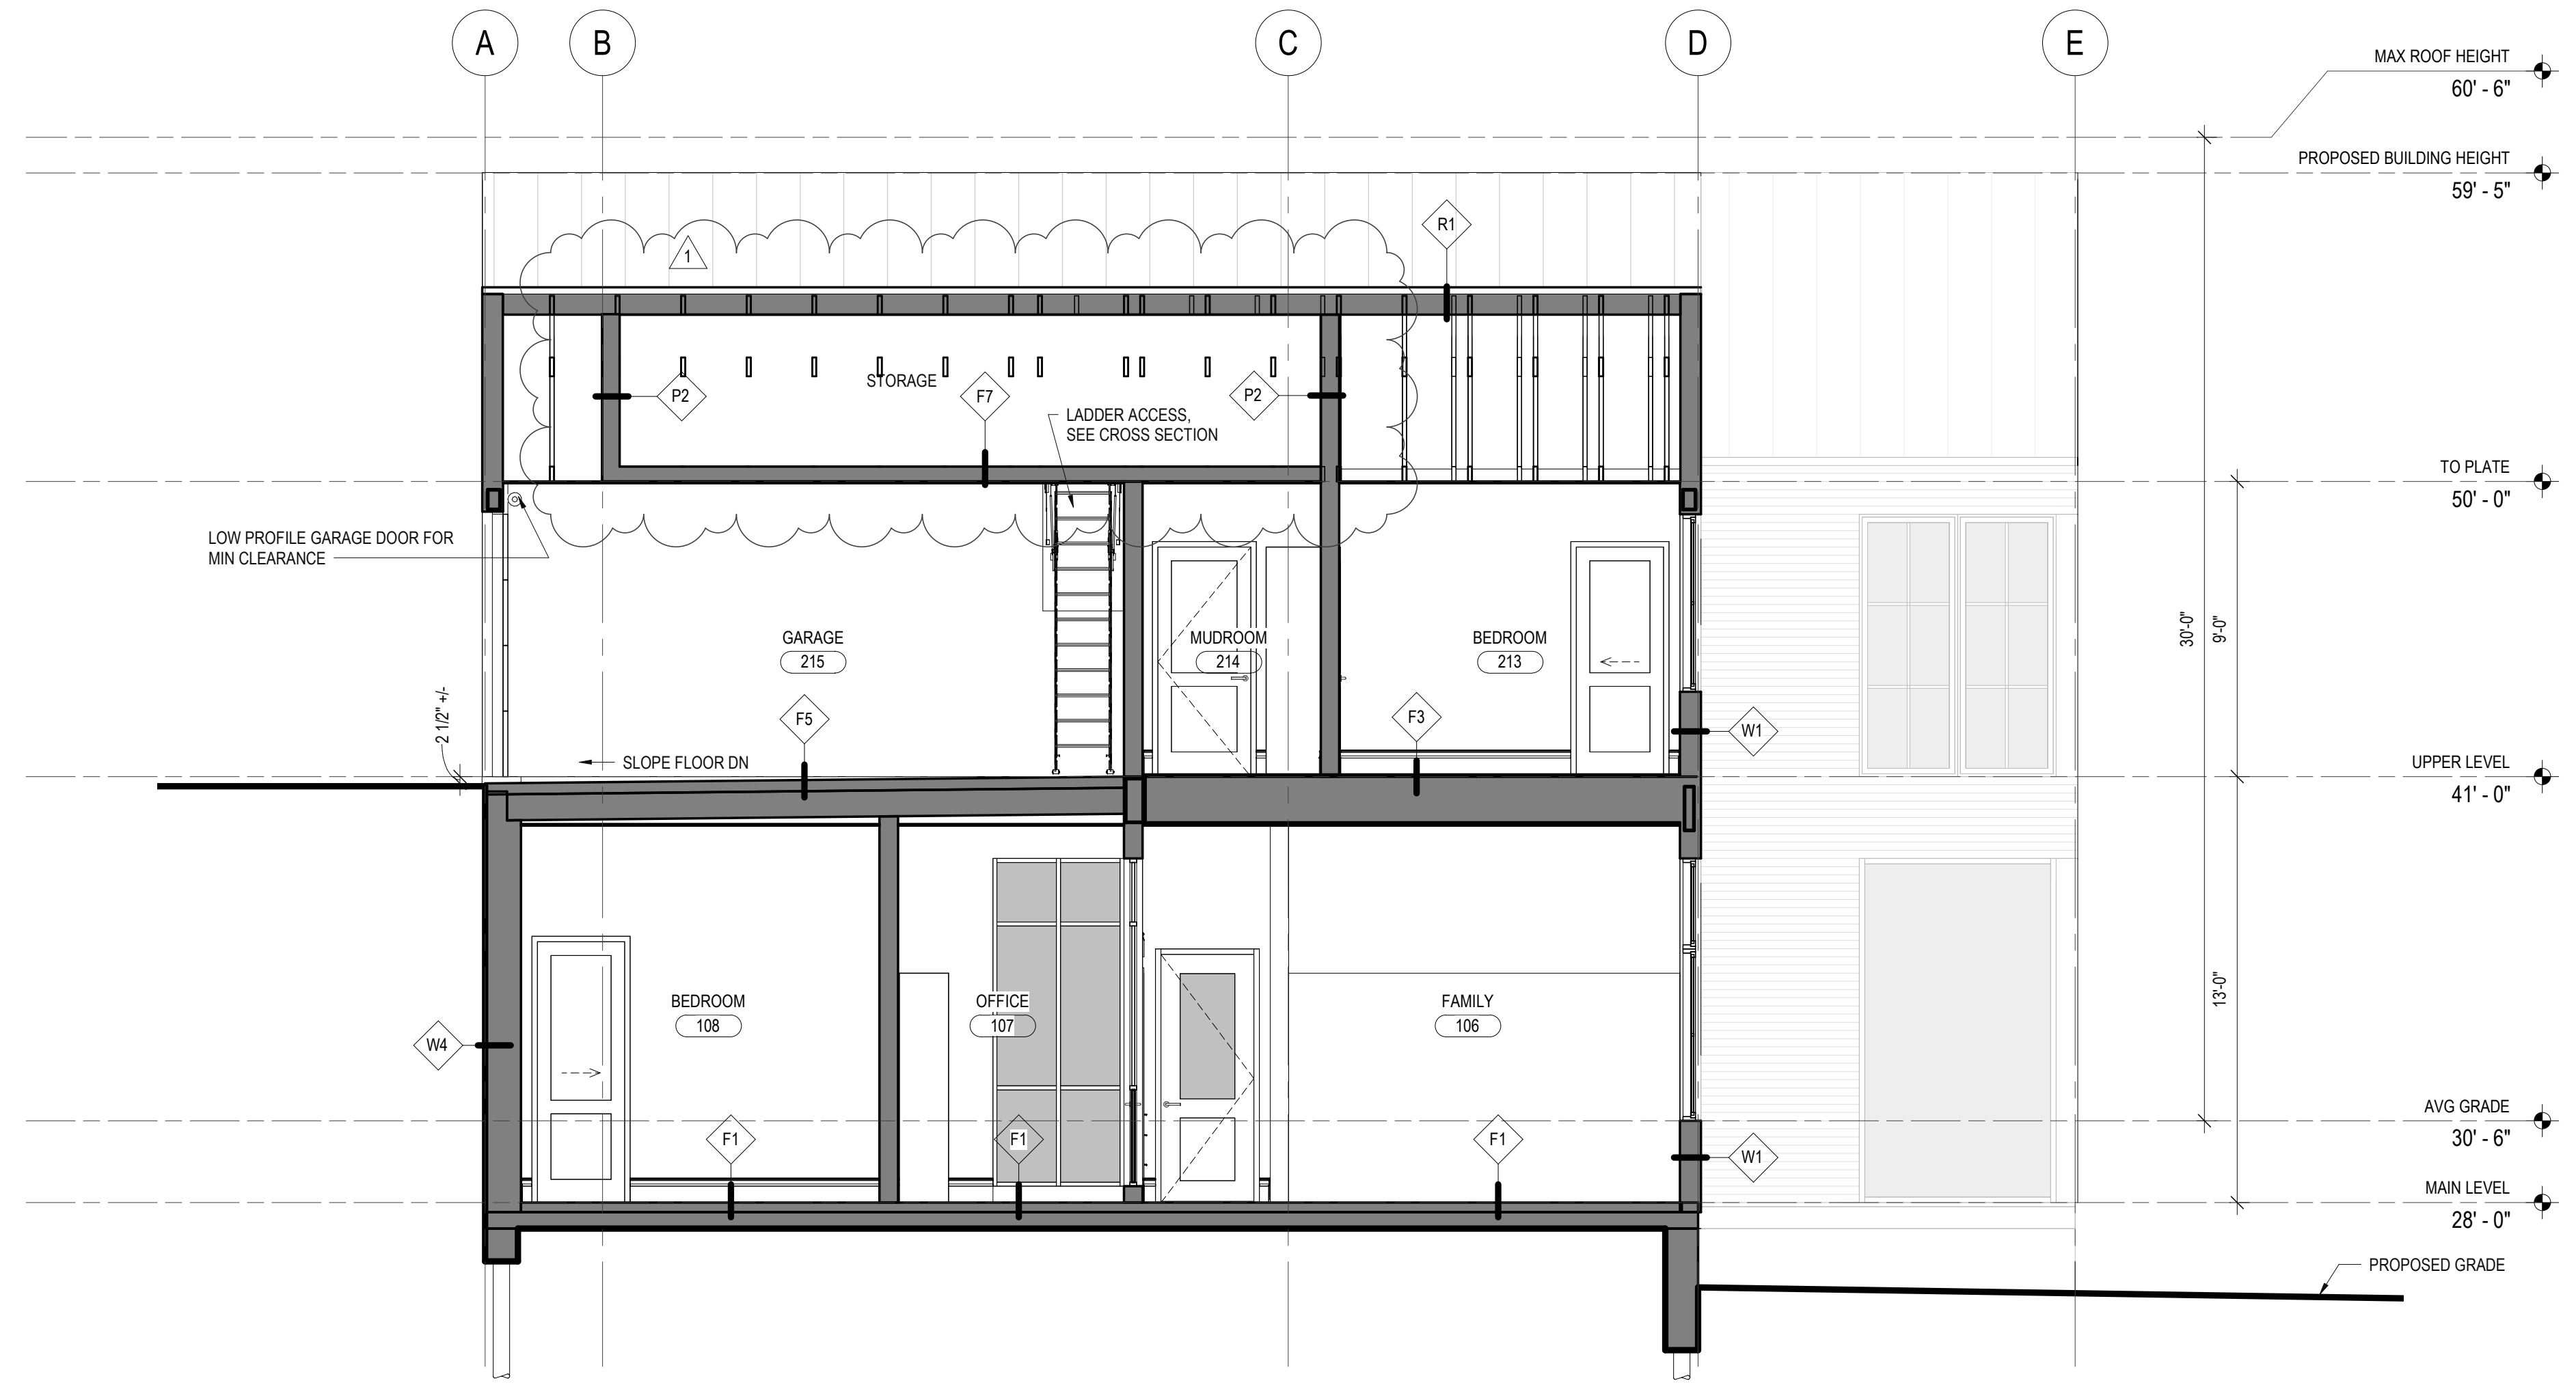 A
B
C
D
E
MAX ROOF HEIGHT
60' - 6"
PROPOSED BUILDING HEIGHT
59' - 5"
R1
1
STORAGE
P2
F7
P2
LADDER ACCESS,
SEE CROSS SECTION
TO PLATE
50' - 0"
LOW PROFILE GARAGE DOOR FOR
MIN CLEARANCE
GARAGE
215
MUDROOM
214
BEDROOM
213
30'-0"
9'-0"
2 1/2" +/-
F5
F3
W1
SLOPE FLOOR DN
UPPER LEVEL
41' - 0"
BEDROOM
108
OFFICE
107
FAMILY
106
13'-0"
W4
F1
F1
F1
W1
AVG GRADE
30' - 6"
MAIN LEVEL
28' - 0"
PROPOSED GRADE